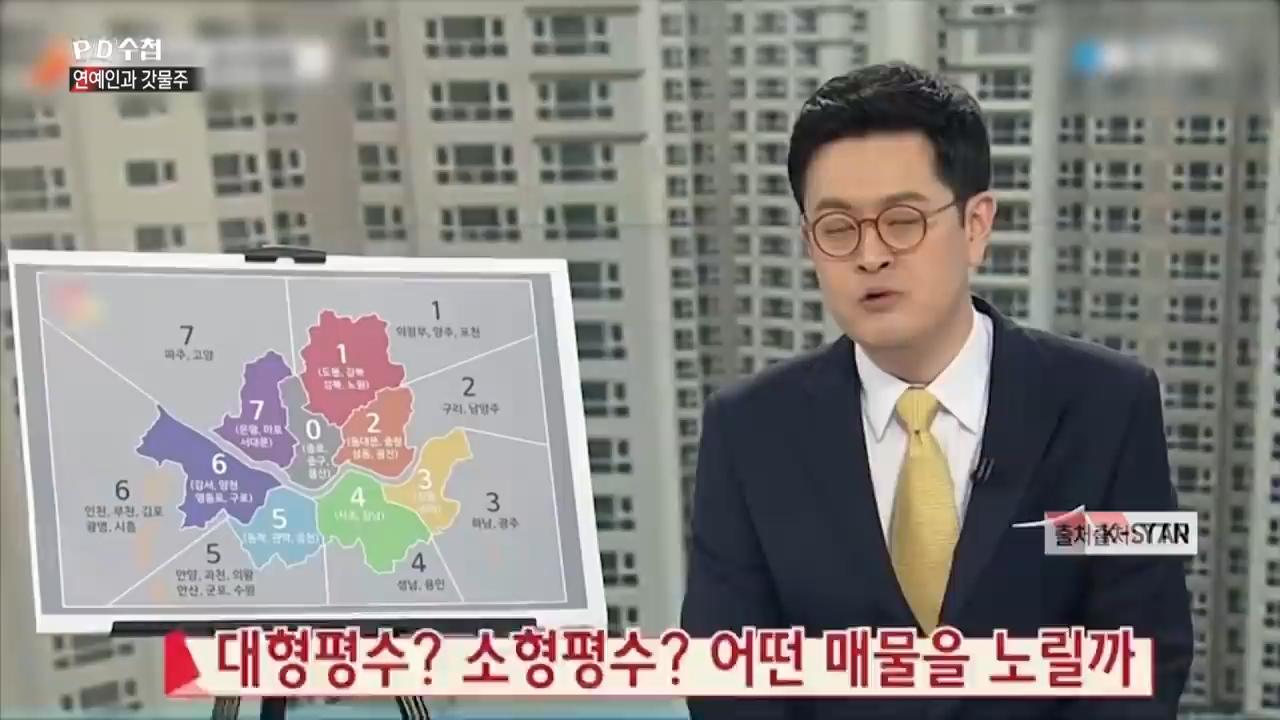 PD수첩
연예인과 갓물주
1
의정부, 양주, 포천
7
파주, 고양
1
(도봉, 강북
성북, 노원)
2
구리, 남양주
7
(은평, 마포
서대문)
0
(종로,
중구,
용산)
2
(동대문, 중랑
성동, 광진)
6
(강서, 양천
영등포, 구로)
4
(서초, 강남)
3
6
인천, 부천, 김포
광명, 시흥
5
(동작, 관악, 금천)
3
하남, 광주
5
안양, 과천, 의왕
안산, 군포, 수원
4
성남, 용인
출처
K-STAR
대형평수? 소형평수? 어떤 매물을 노릴까